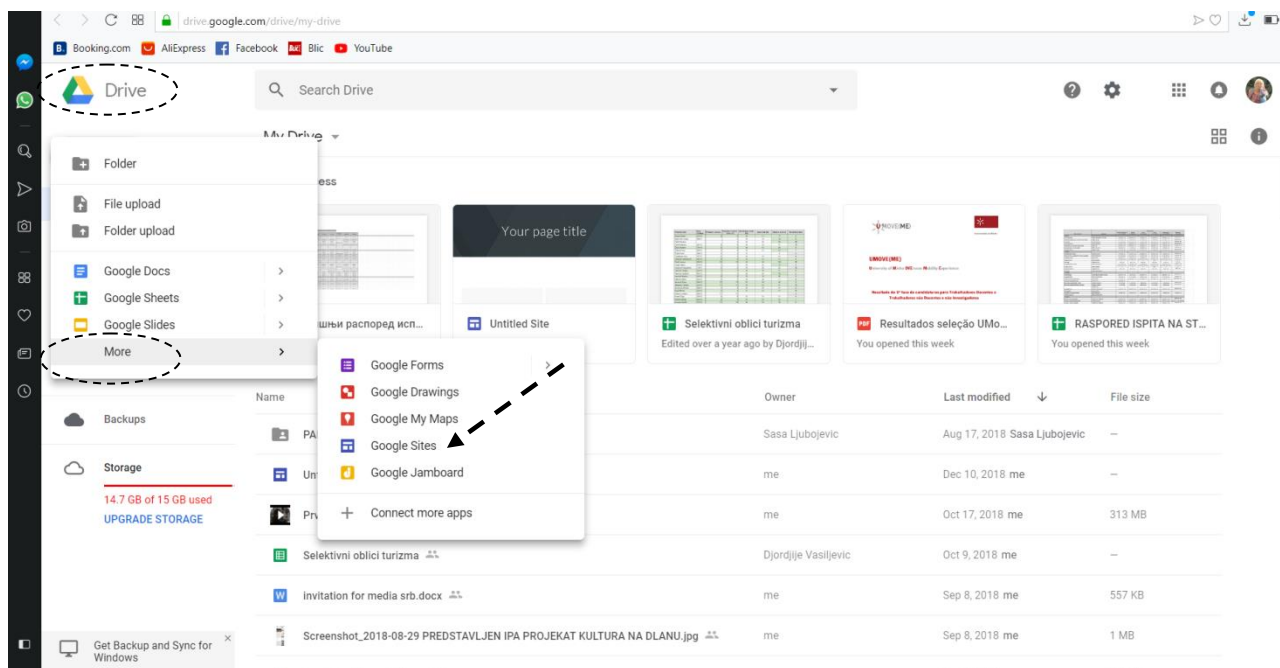 drive.google.com/drive/my-drive
Booking.com AliExpress Facebook Blic YouTube
Drive
Search Drive
My Drive
Folder
File upload
Folder upload
Google Docs
Google Sheets
Google Slides
More
ess
Your page title
UMOVE(ME)
шњи распоред исп...
Untitled Site
Selektivni oblici turizma
Edited over a year ago by Djordjij...
Resultados seleção UMo...
You opened this week
RASPORED ISPITA NA ST...
You opened this week
Google Forms
Google Drawings
Google My Maps
Google Sites
Google Jamboard
Connect more apps
Backups
Storage
14.7 GB of 15 GB used
UPGRADE STORAGE
Name Owner Last modified File size
PA Sasa Ljubojevic Aug 17, 2018 Sasa Ljubojevic –
Un me Dec 10, 2018 me –
Prv me Oct 17, 2018 me 313 MB
Selektivni oblici turizma Djordjije Vasiljevic Oct 9, 2018 me –
invitation for media srb.docx me Sep 8, 2018 me 557 KB
Screenshot_2018-08-29 PREDSTAVLJEN IPA PROJEKAT KULTURA NA DLANU.jpg me Sep 8, 2018 me 1 MB
Get Backup and Sync for
Windows